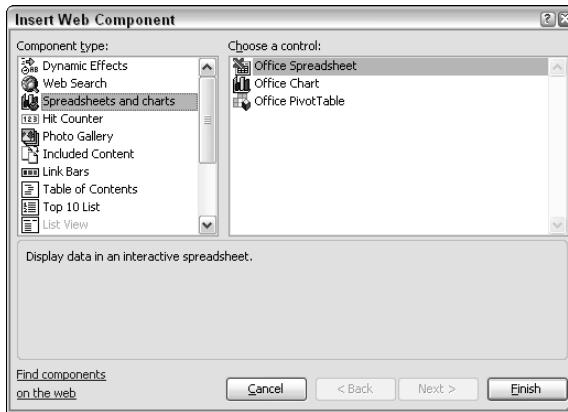 Insert Web Component
Component type:
Dynamic Effects
Web Search
Spreadsheets and charts
Hit Counter
Photo Gallery
Included Content
Link Bars
Table of Contents
Top 10 List
List View
Choose a control:
Office Spreadsheet
Office Chart
Office PivotTable
Display data in an interactive spreadsheet.
Find components
on the web
Cancel
< Back
Next >
Finish